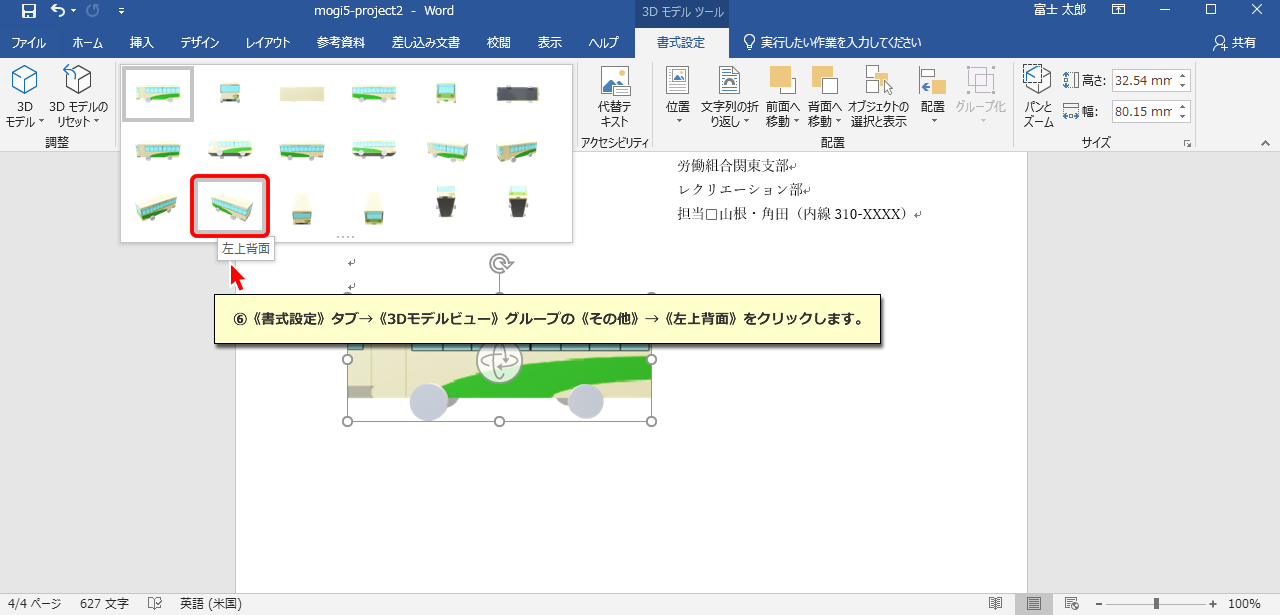 mogi5-project2 - Word
3D モデル ツール
富士 太郎
ファイル ホーム 挿入 デザイン レイアウト 参考資料 差し込み文書 校閲 表示 ヘルプ 書式設定 実行したい作業を入力してください 共有
3D モデル
3D モデルの リセット
調整
代替テ キスト
アクセシビリティ
位置
文字列の折り返し
前面へ 移動
背面へ 移動
オブジェクトの 選択と表示
配置
グループ化
配置
パンと ズーム
高さ: 32.54 mm
幅: 80.15 mm
サイズ
左上背面
労働組合関東支部
レクリエーション部
担当□山根・角田（内線 310-XXXX）
⑥《書式設定》タブ→《3Dモデルビュー》グループの《その他》→《左上背面》をクリックします。
4/4 ページ 627 文字 英語 (米国) 100%